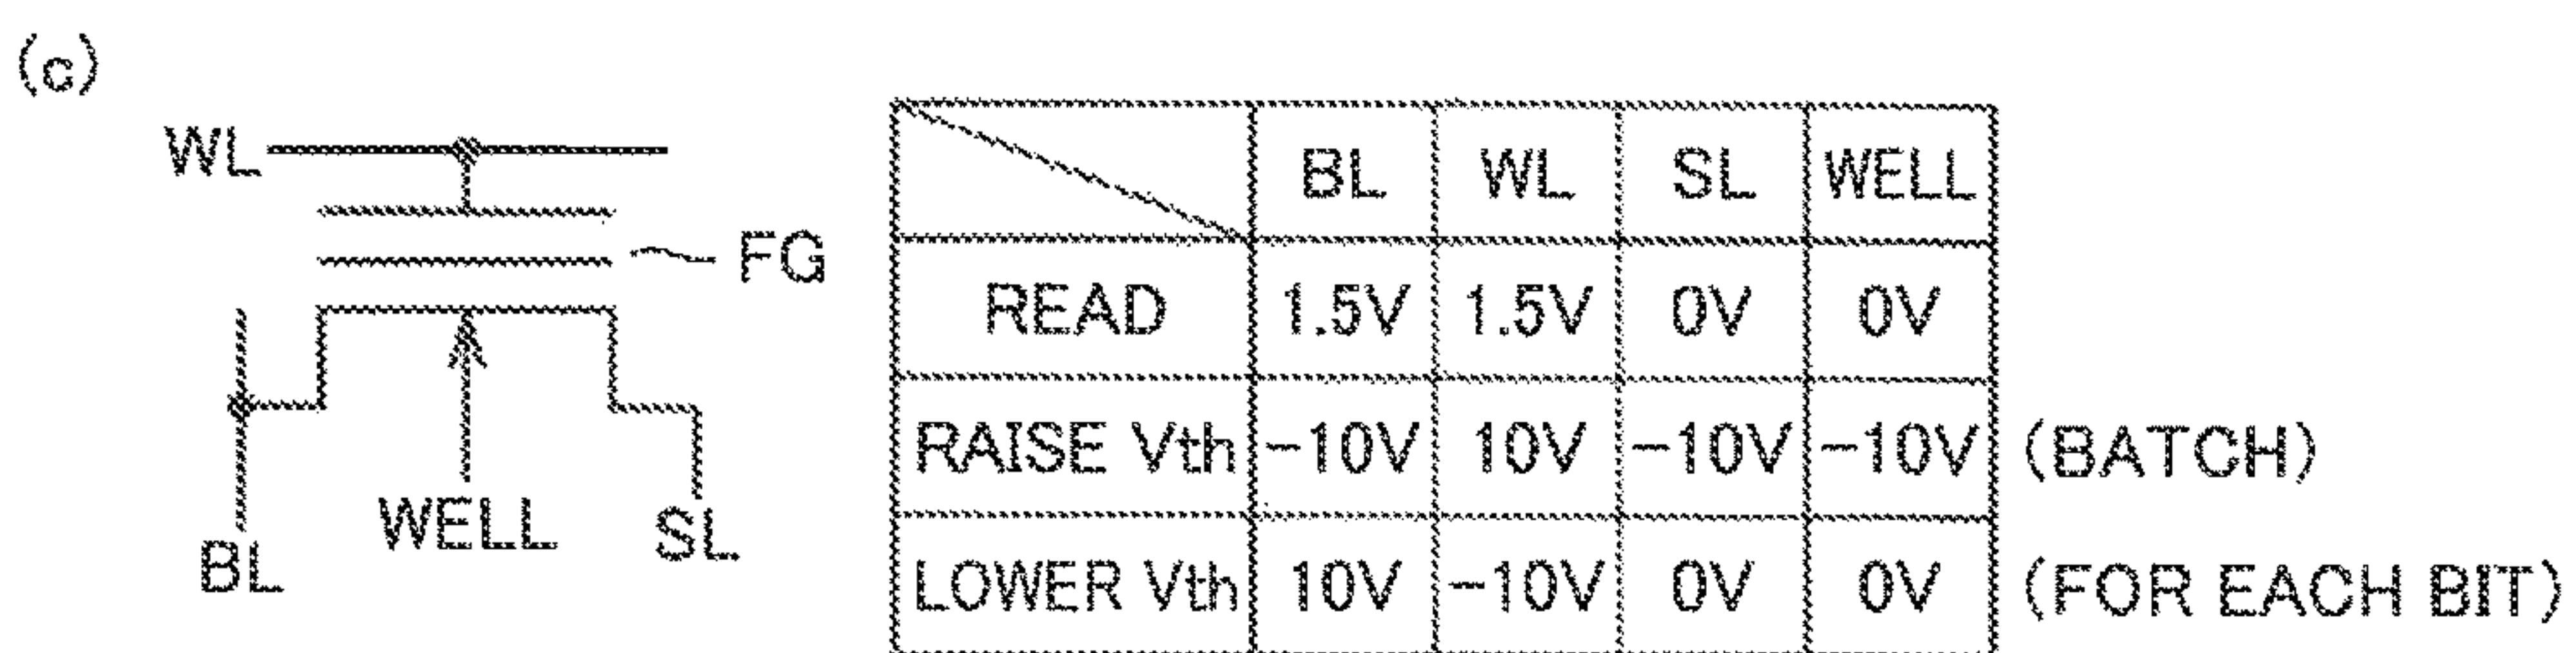 (c)
WL
FG
BL
WELL
SL
BL WL SL WELL
READ 1.5V 1.5V 0V 0V
RAISE Vth -10V 10V -10V -10V (BATCH)
LOWER Vth 10V -10V 0V 0V (FOR EACH BIT)